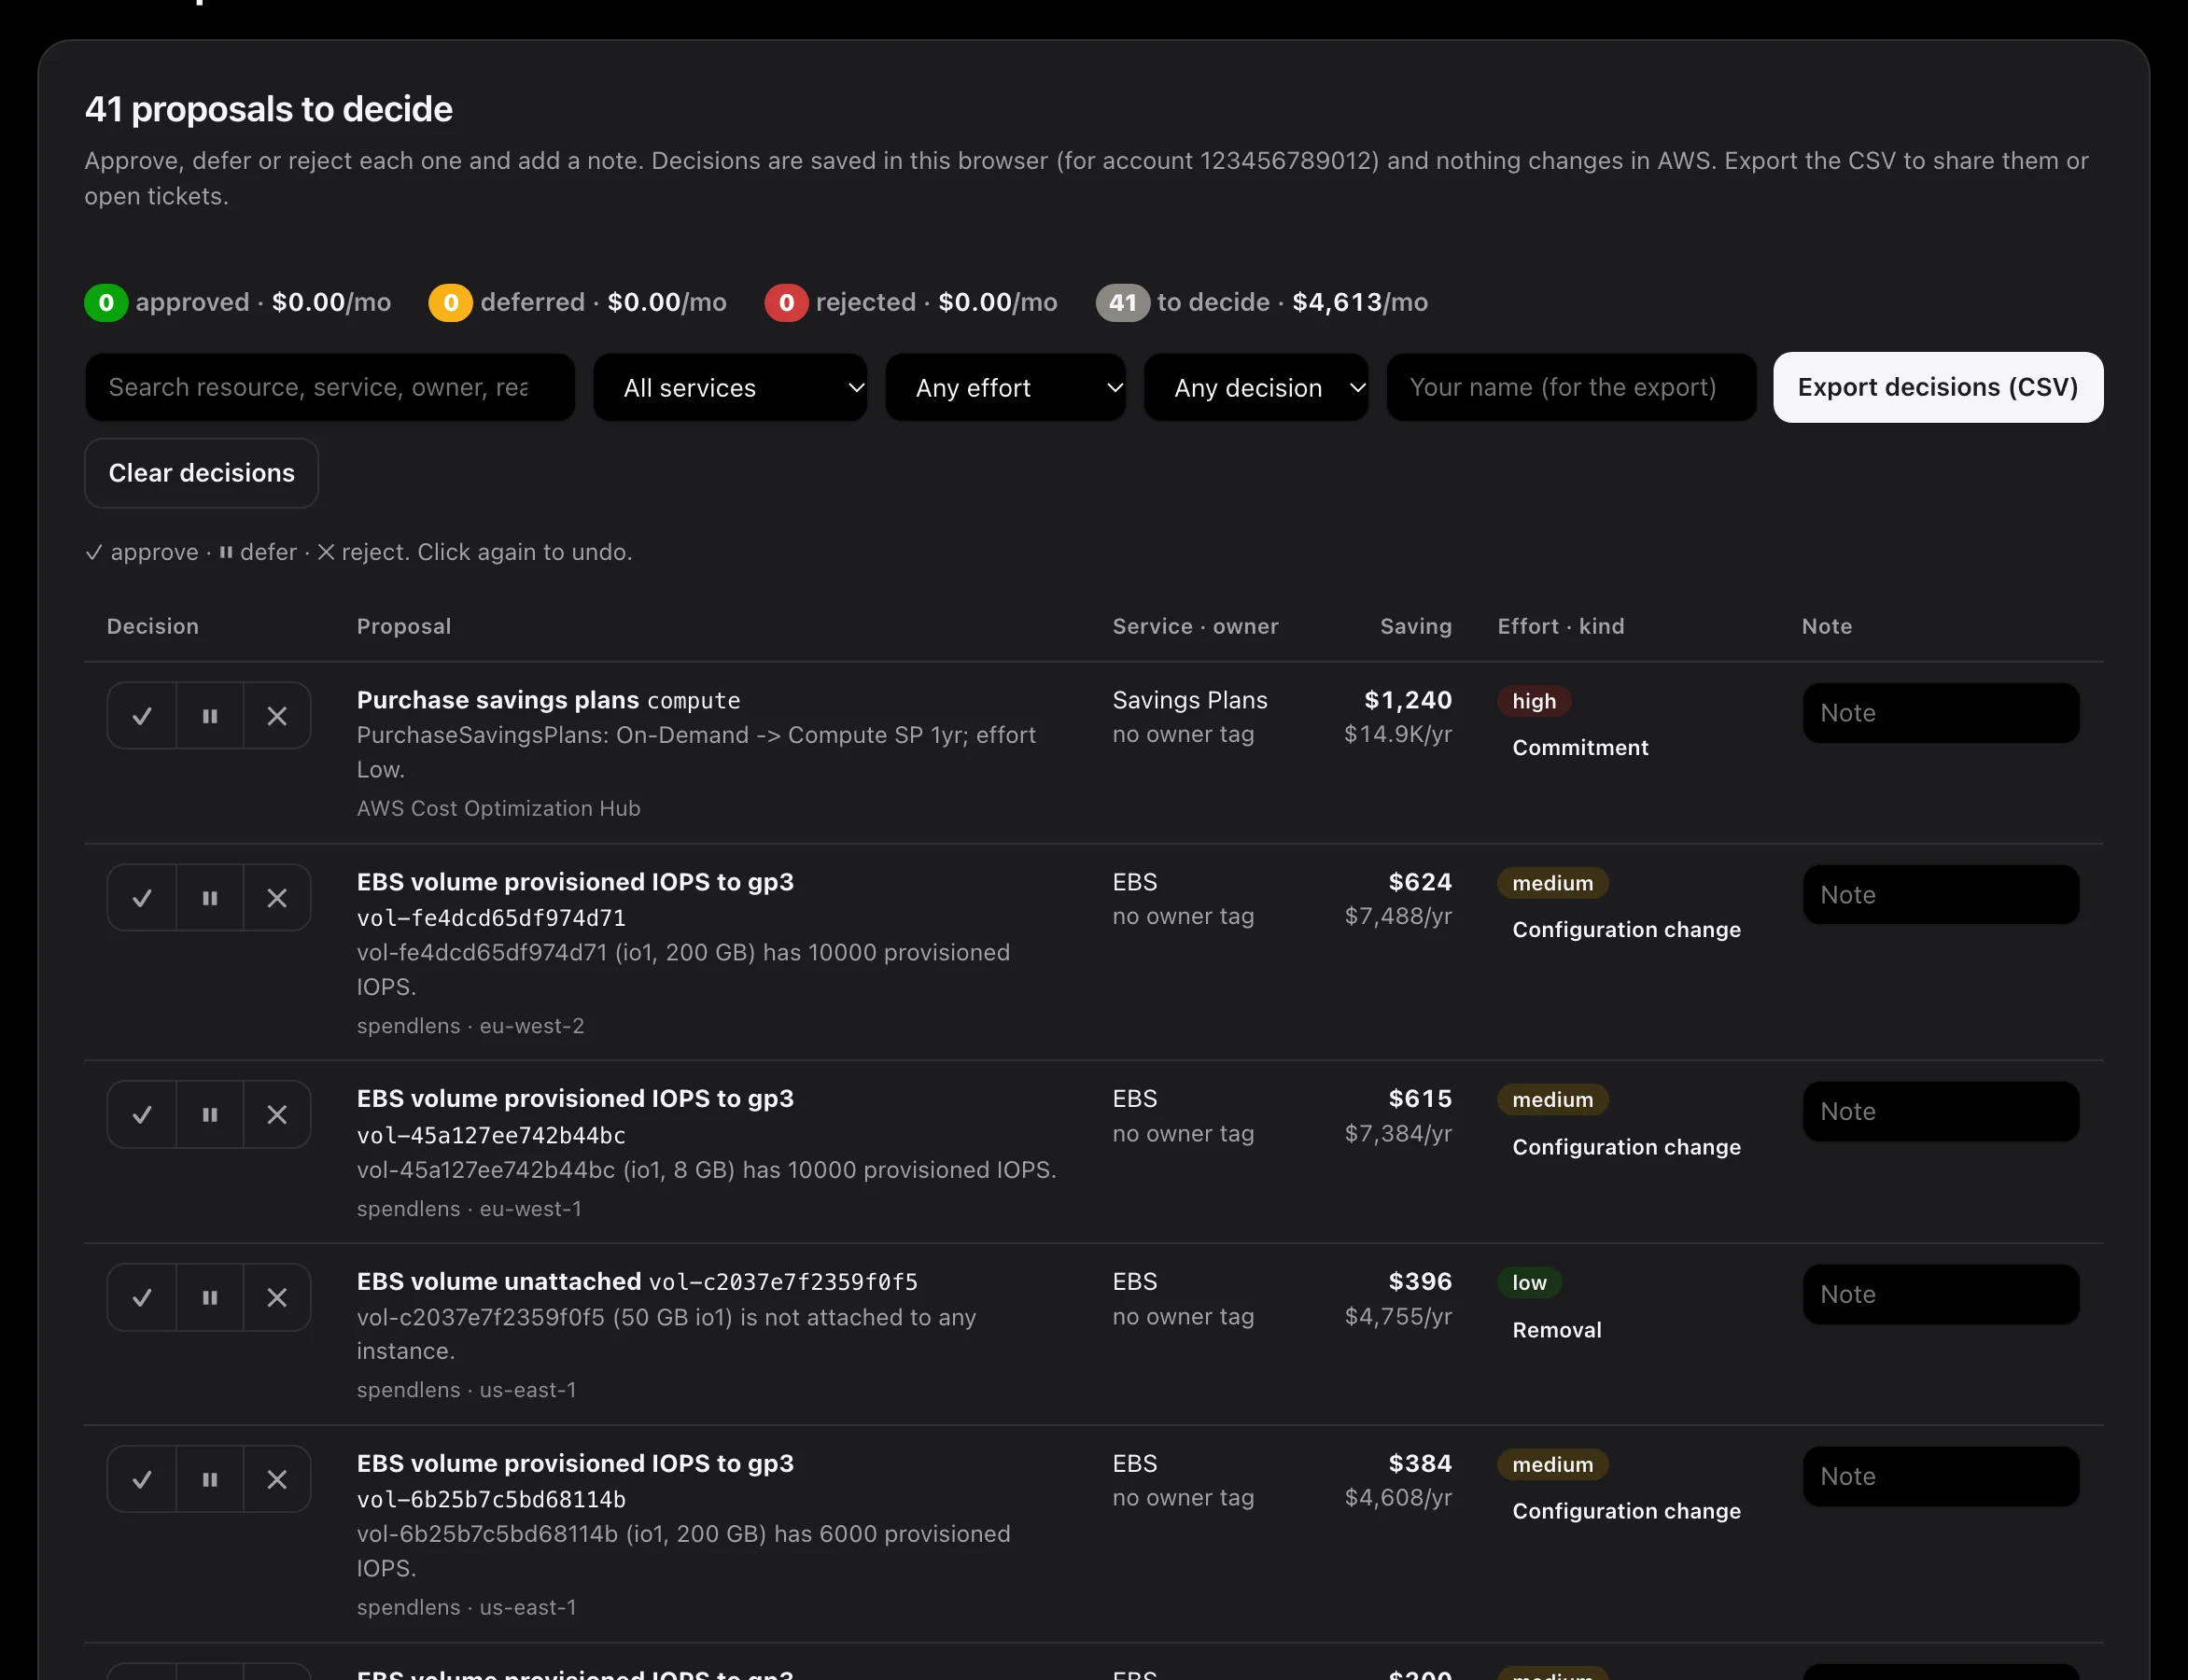 41 proposals to decide
Approve, defer or reject each one and add a note. Decisions are saved in this browser (for account 123456789012) and nothing changes in AWS. Export the CSV to share them or
open tickets.
0 approved · $0.00/mo 0 deferred · $0.00/mo 0 rejected · $0.00/mo 41 to decide · $4,613/mo
Search resource, service, owner, rea All services Any effort Any decision Your name (for the export) Export decisions (CSV)
Clear decisions
✓ approve · ⏸ defer · ✕ reject. Click again to undo.
Decision Proposal Service · owner Saving Effort · kind Note
Purchase savings plans compute Savings Plans $1,240 high Note
PurchaseSavingsPlans: On-Demand -> Compute SP 1yr; effort no owner tag $14.9K/yr Commitment
Low.
AWS Cost Optimization Hub
EBS volume provisioned IOPS to gp3 EBS $624 medium Note
vol-fe4dcd65df974d71 no owner tag $7,488/yr Configuration change
vol-fe4dcd65df974d71 (io1, 200 GB) has 10000 provisioned
IOPS.
spendlens · eu-west-2
EBS volume provisioned IOPS to gp3 EBS $615 medium Note
vol-45a127ee742b44bc no owner tag $7,384/yr Configuration change
vol-45a127ee742b44bc (io1, 8 GB) has 10000 provisioned IOPS.
spendlens · eu-west-1
EBS volume unattached vol-c2037e7f2359f0f5 EBS $396 low Note
vol-c2037e7f2359f0f5 (50 GB io1) is not attached to any no owner tag $4,755/yr Removal
instance.
spendlens · us-east-1
EBS volume provisioned IOPS to gp3 EBS $384 medium Note
vol-6b25b7c5bd68114b no owner tag $4,608/yr Configuration change
vol-6b25b7c5bd68114b (io1, 200 GB) has 6000 provisioned
IOPS.
spendlens · us-east-1
EBS volume provisioned IOPS to gp3 EBS medium